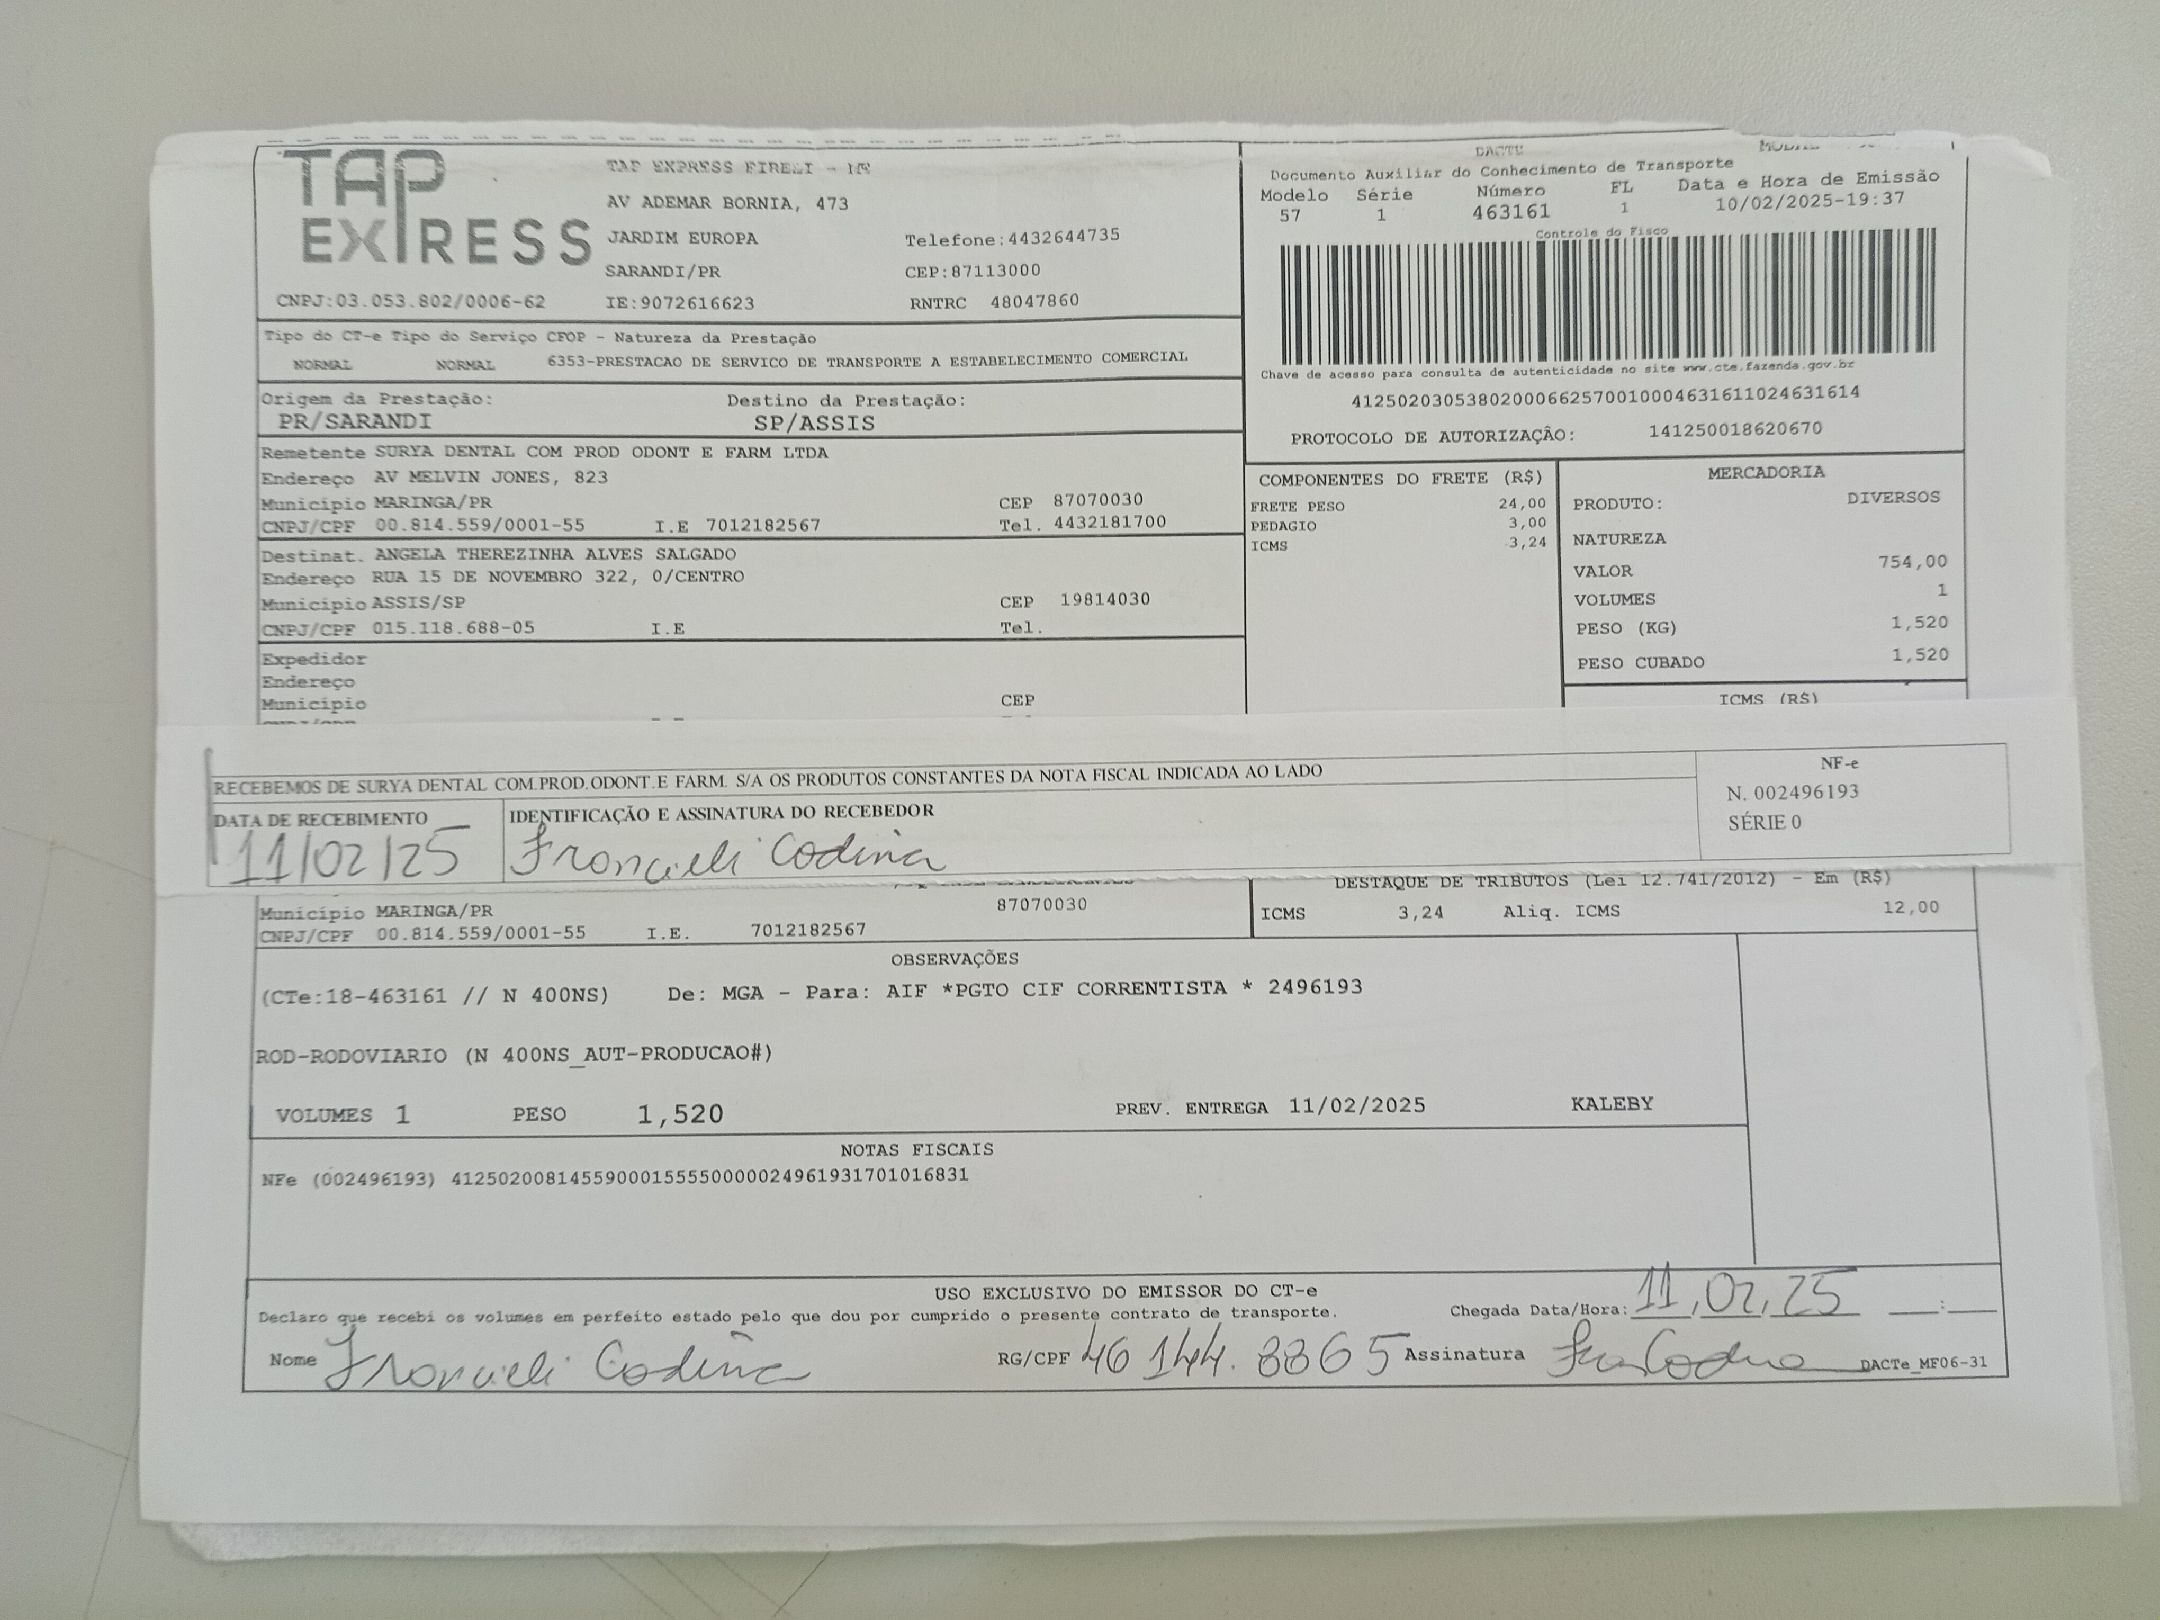 TAP EXPRESS
TAP EXPRESS EIRELI - ME
AV ADEMAR BORNIA, 473
JARDIM EUROPA Telefone:4432644735
SARANDI/PR CEP:87113000
CNPJ:03.053.802/0006-62 IE:9072616623 RNTRC 48047860
DACTE
Documento Auxiliar do Conhecimento de Transporte
Modelo Série Número FL Data e Hora de Emissão
57 1 463161 1 10/02/2025-19:37
Controle do Fisco
Chave de acesso para consulta de autenticidade no site www.cte.fazenda.gov.br
41250203053802000662570010004631611024631614
PROTOCOLO DE AUTORIZAÇÃO: 141250018620670
Tipo do CT-e Tipo do Serviço CFOP - Natureza da Prestação
NORMAL NORMAL 6353-PRESTACAO DE SERVICO DE TRANSPORTE A ESTABELECIMENTO COMERCIAL
Origem da Prestação: Destino da Prestação:
PR/SARANDI SP/ASSIS
Remetente SURYA DENTAL COM PROD ODONT E FARM LTDA
Endereço AV MELVIN JONES, 823
Município MARINGA/PR CEP 87070030
CNPJ/CPF 00.814.559/0001-55 I.E 7012182567 Tel. 4432181700
Destinat. ANGELA THEREZINHA ALVES SALGADO
Endereço RUA 15 DE NOVEMBRO 322, 0/CENTRO
Município ASSIS/SP CEP 19814030
CNPJ/CPF 015.118.688-05 I.E Tel.
Expedidor
Endereço
Município CEP
COMPONENTES DO FRETE (R$)
FRETE PESO 24,00
PEDAGIO 3,00
ICMS 3,24
MERCADORIA
PRODUTO: DIVERSOS
NATUREZA
VALOR 754,00
VOLUMES 1
PESO (KG) 1,520
PESO CUBADO 1,520
ICMS (R$)
RECEBEMOS DE SURYA DENTAL COM.PROD.ODONT.E FARM. S/A OS PRODUTOS CONSTANTES DA NOTA FISCAL INDICADA AO LADO
DATA DE RECEBIMENTO IDENTIFICAÇÃO E ASSINATURA DO RECEBEDOR
11/02/25 Francieli Codina
NF-e
N. 002496193
SÉRIE 0
Município MARINGA/PR 87070030
CNPJ/CPF 00.814.559/0001-55 I.E. 7012182567
DESTAQUE DE TRIBUTOS (Lei 12.741/2012) - Em (R$)
ICMS 3,24 Aliq. ICMS 12,00
OBSERVAÇÕES
(CTe:18-463161 // N 400NS) De: MGA - Para: AIF *PGTO CIF CORRENTISTA * 2496193
ROD-RODOVIARIO (N 400NS_AUT-PRODUCAO#)
VOLUMES 1 PESO 1,520 PREV. ENTREGA 11/02/2025 KALEBY
NOTAS FISCAIS
NFe (002496193) 41250200814559000155550000024961931701016831
USO EXCLUSIVO DO EMISSOR DO CT-e
Declaro que recebi os volumes em perfeito estado pelo que dou por cumprido o presente contrato de transporte. Chegada Data/Hora: 11,02,25 __:__
Nome Francieli Codina RG/CPF 46 144.8865 Assinatura Fra Codina DACTe_MF06-31